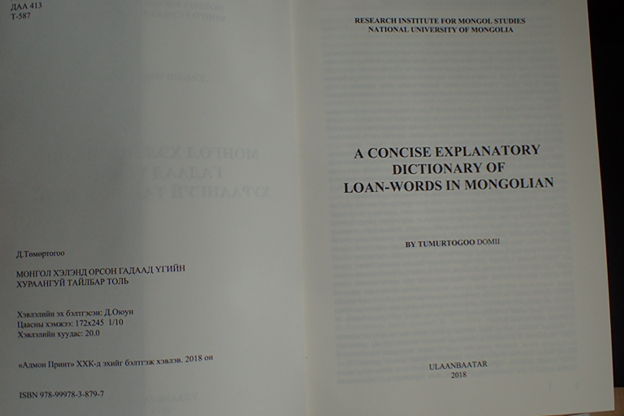 ДАА 413
Т-587
Д.Төмөртогоо
МОНГОЛ ХЭЛЭНД ОРСОН ГАДААД ҮГИЙН
ХУРААНГУЙ ТАЙЛБАР ТОЛЬ
Хэвлэлийн эх бэлтгэсэн: Д.Оюун
Цаасны хэмжээ: 172x245 1/10
Хэвлэлийн хуудас: 20.0
«Адмон Принт» ХХК-д эхийг бэлтгэж хэвлэв. 2018 он
ISBN 978-99978-3-879-7
RESEARCH INSTITUTE FOR MONGOL STUDIES
NATIONAL UNIVERSITY OF MONGOLIA
A CONCISE EXPLANATORY
DICTIONARY OF
LOAN-WORDS IN MONGOLIAN
BY TUMURTOGOO DOMII
ULAANBAATAR
2018